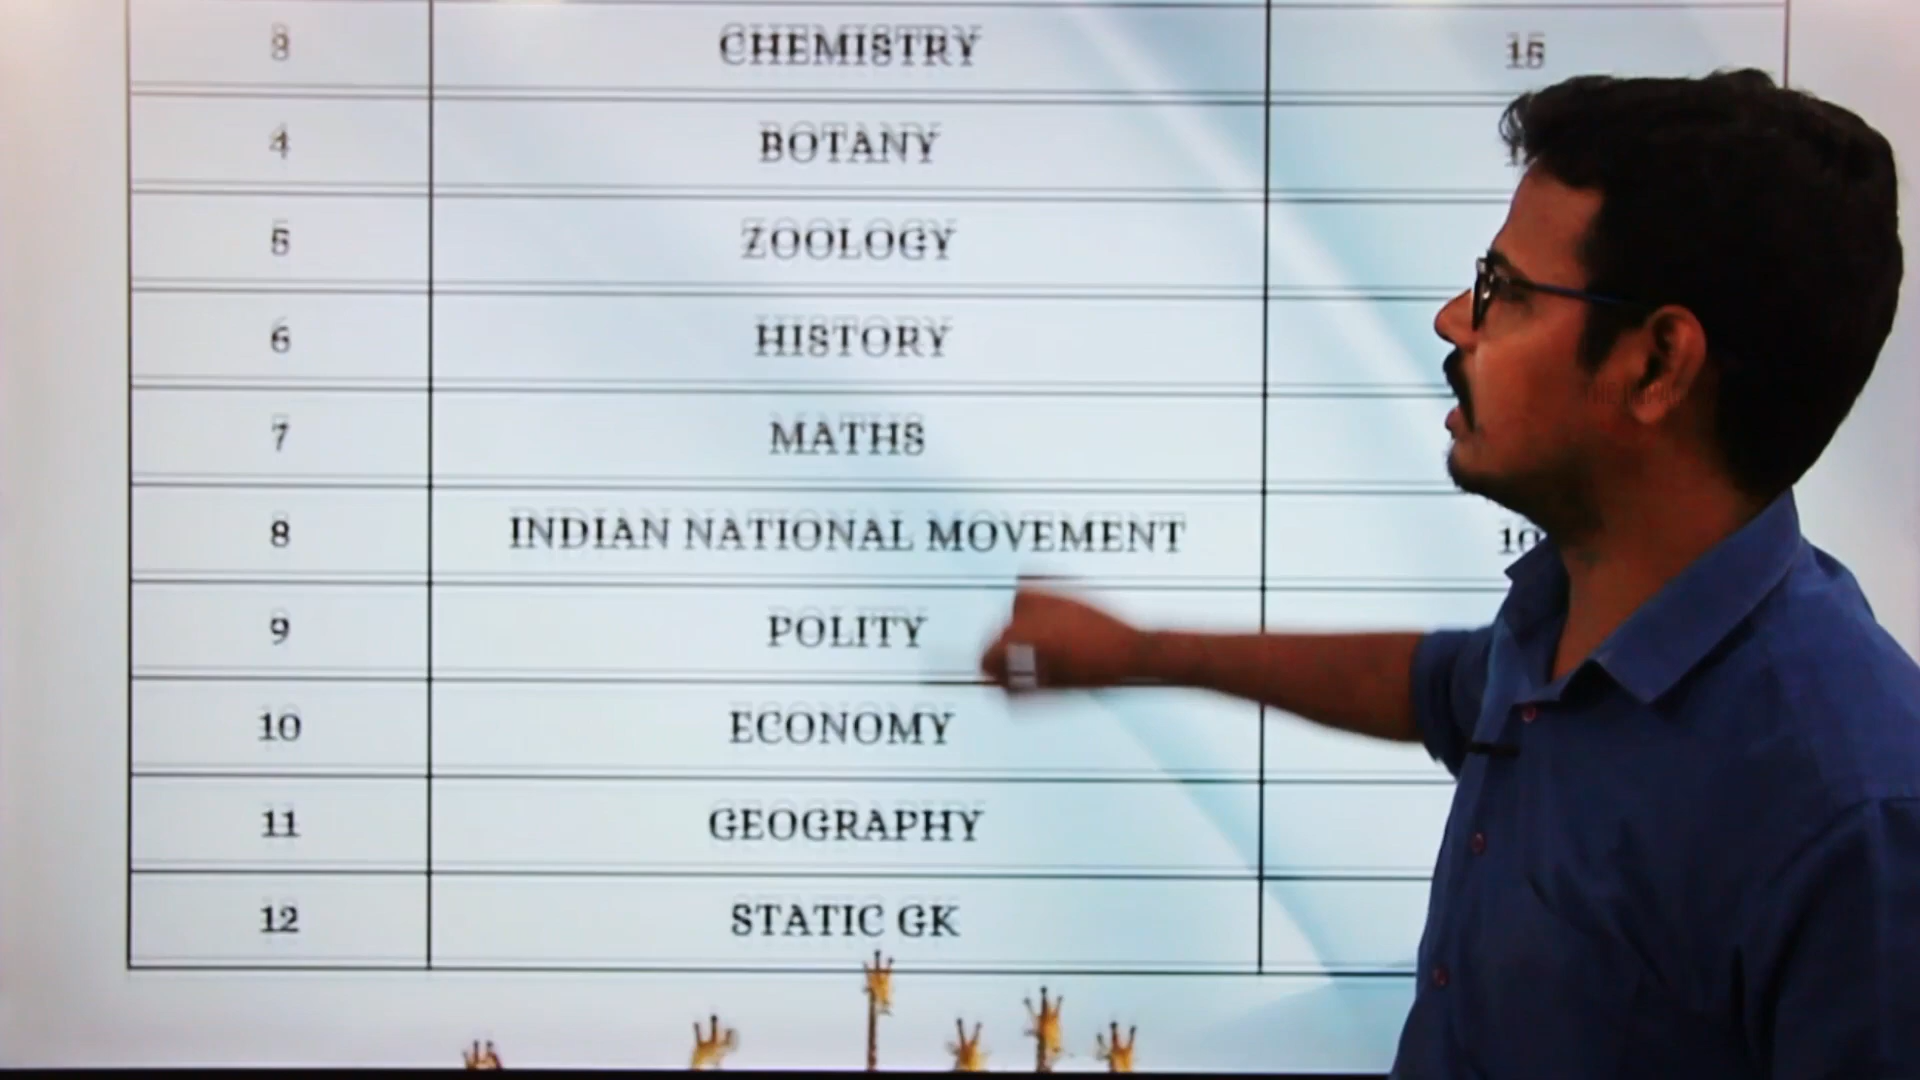 3 CHEMISTRY 15
4 BOTANY
5 ZOOLOGY
6 HISTORY
7 MATHS
8 INDIAN NATIONAL MOVEMENT 10
9 POLITY
10 ECONOMY
11 GEOGRAPHY
12 STATIC GK